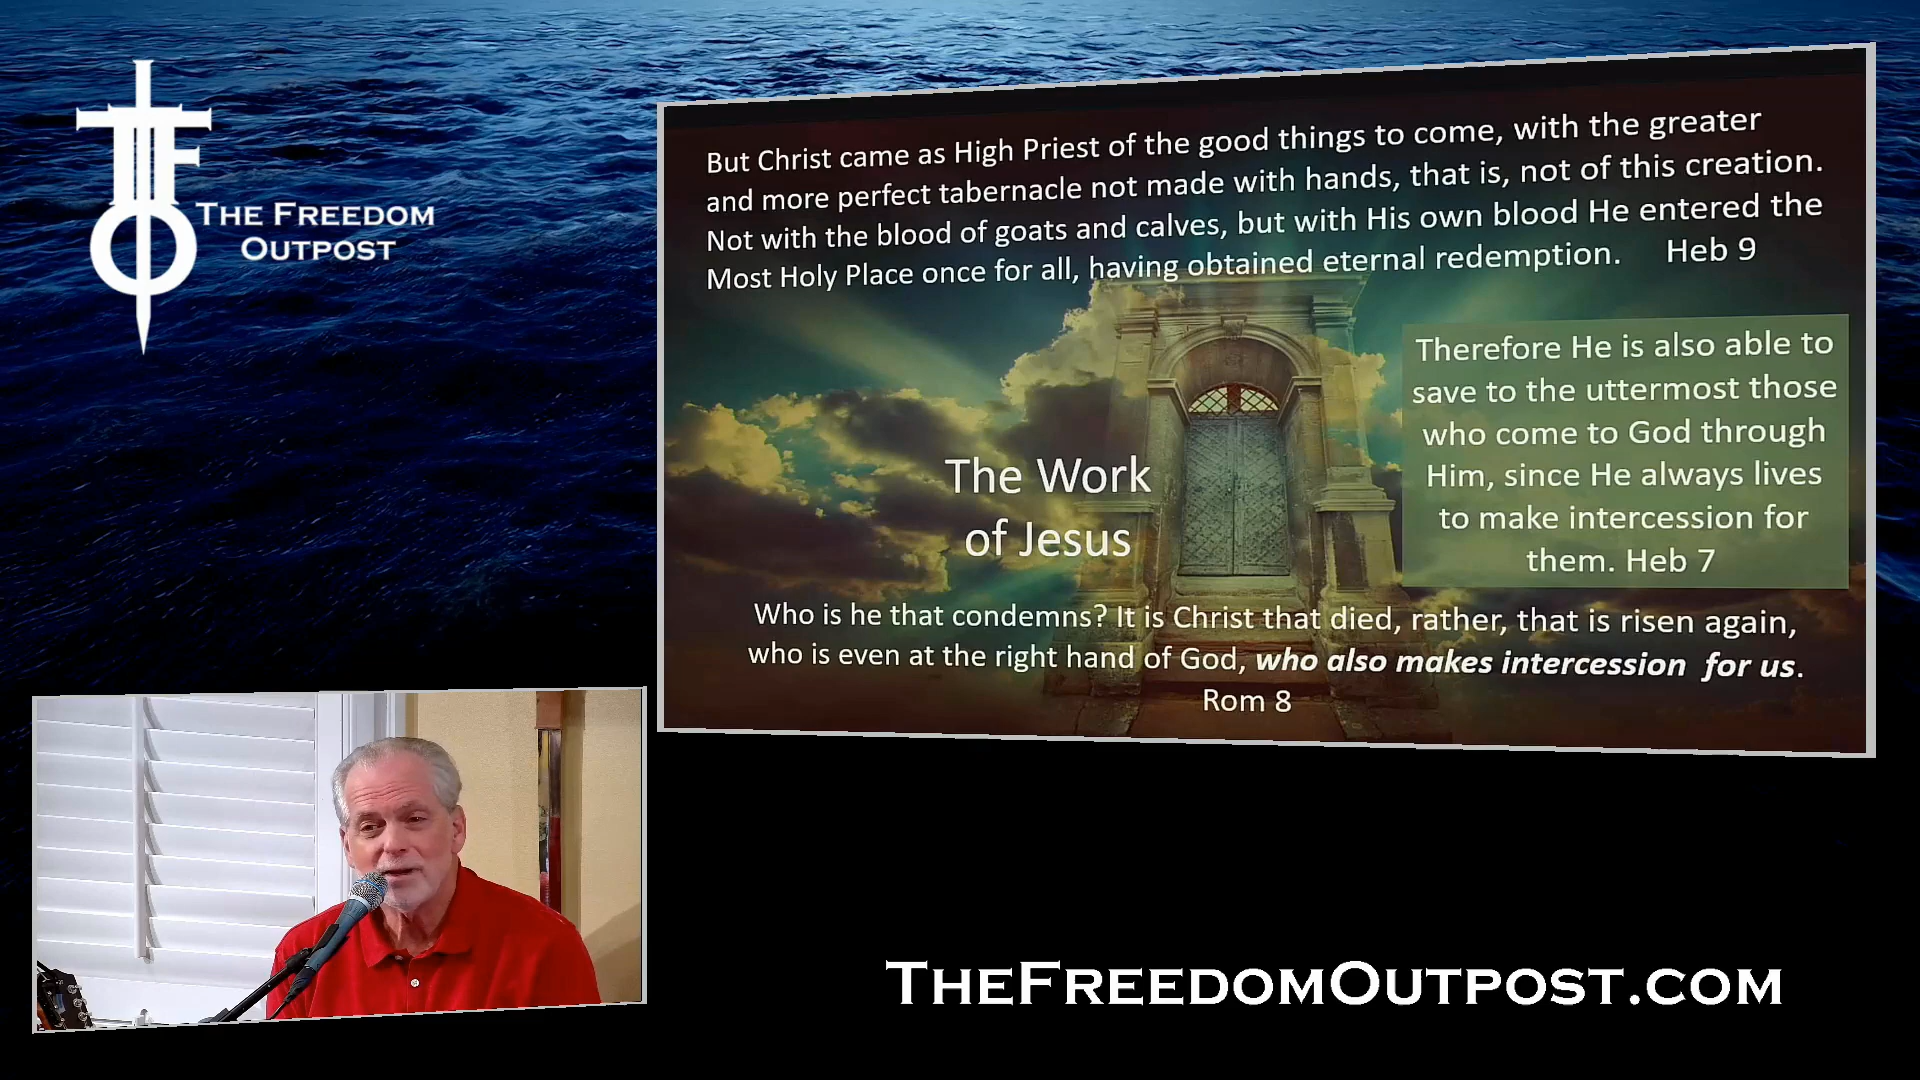 The Freedom
Outpost
But Christ came as High Priest of the good things to come, with the greater
and more perfect tabernacle not made with hands, that is, not of this creation.
Not with the blood of goats and calves, but with His own blood He entered the
Most Holy Place once for all, having obtained eternal redemption. Heb 9
Therefore He is also able to
save to the uttermost those
who come to God through
Him, since He always lives
to make intercession for
them. Heb 7
The Work
of Jesus
Who is he that condemns? It is Christ that died, rather, that is risen again,
who is even at the right hand of God, who also makes intercession for us.
Rom 8
TheFreedomOutpost.com